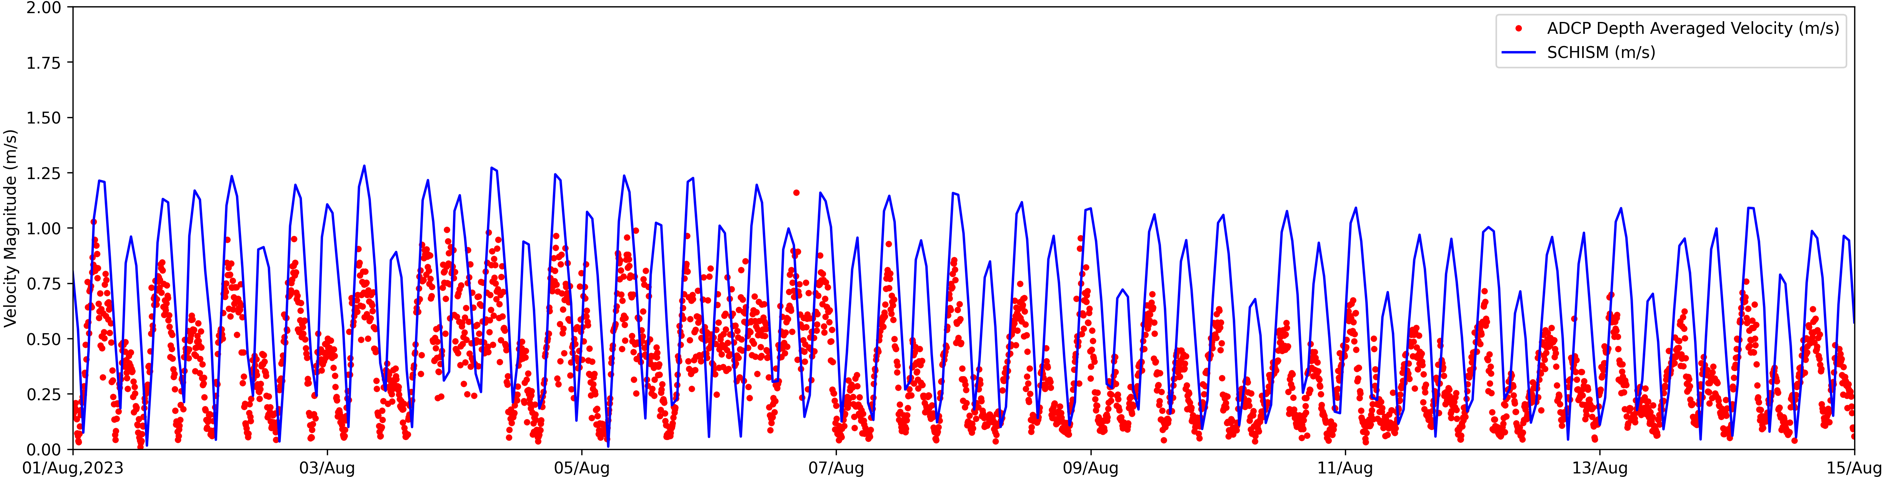 2.00
1.75
1.50
1.25
1.00
0.75
0.50
0.25
0.00
Velocity Magnitude (m/s)
ADCP Depth Averaged Velocity (m/s)
SCHISM (m/s)
01/Aug,2023
03/Aug
05/Aug
07/Aug
09/Aug
11/Aug
13/Aug
15/Aug